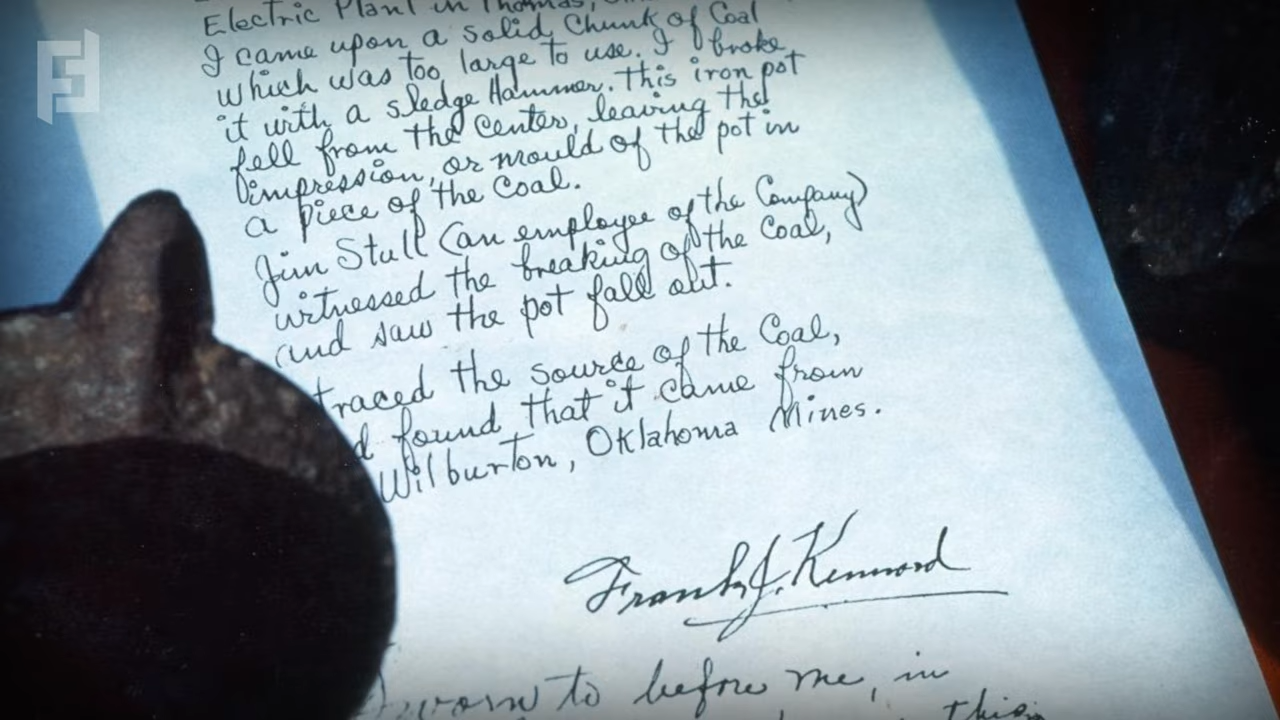 Electric Plant in Thomas,
I came upon a solid Chunk of Coal
which was too large to use. I broke
it with a sledge Hammer. This iron pot
fell from the center, leaving the
impression, or mould of the pot in
a piece of the Coal.
Jim Stull (an employee of the Company)
witnessed the breaking of the Coal,
and saw the pot fall out.
traced the source of the Coal,
d found that it came from
Wilburton, Oklahoma Mines.
Frank J. Kennard
Sworn to before me, in
this